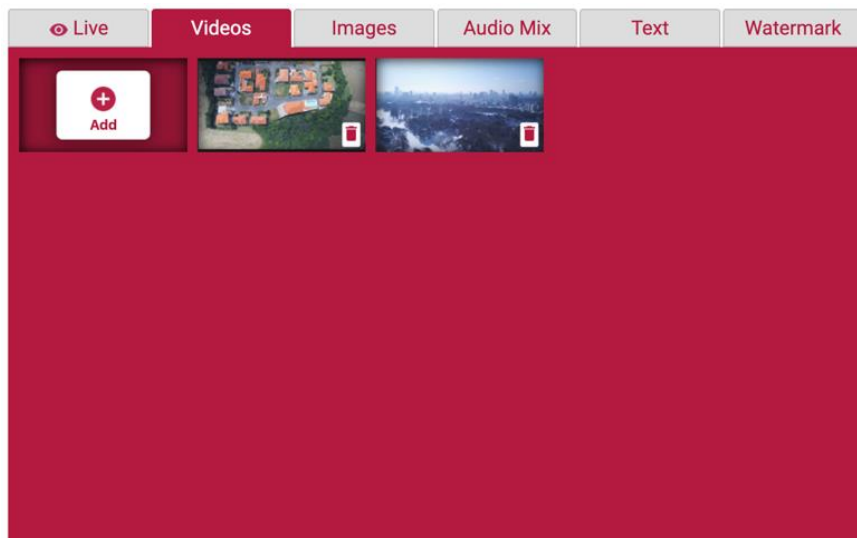 Live
Videos
Images
Audio Mix
Text
Watermark
Add